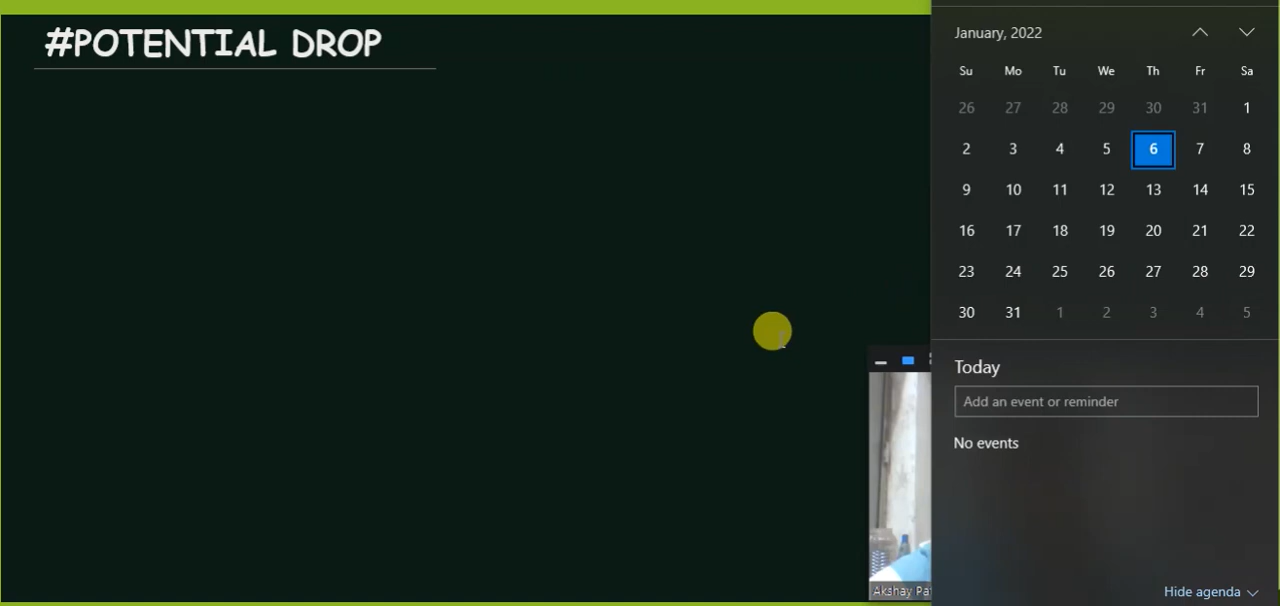 #POTENTIAL DROP
January, 2022
Su Mo Tu We Th Fr Sa
26 27 28 29 30 31 1
2 3 4 5 6 7 8
9 10 11 12 13 14 15
16 17 18 19 20 21 22
23 24 25 26 27 28 29
30 31 1 2 3 4 5
Today
Add an event or reminder
No events
Akshay Pa
Hide agenda